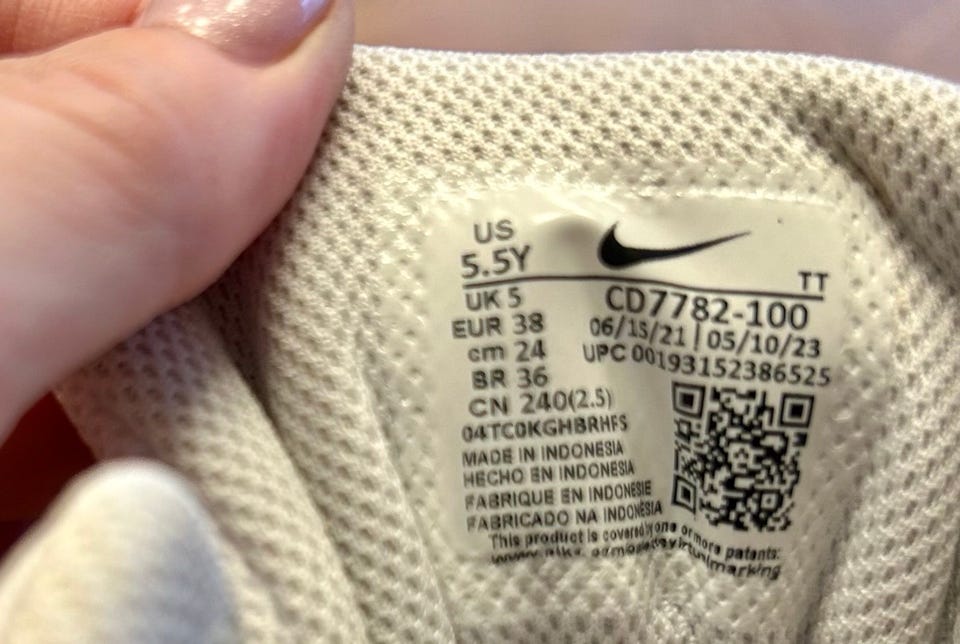 US
5.5Y
TT
UK 5
EUR 38
cm 24
BR 36
CN 240(2.5)
CD7782-100
06/15/21 | 05/10/23
UPC 00193152386525
04TC0KGHBRHFS
MADE IN INDONESIA
HECHO EN INDONESIA
FABRIQUE EN INDONESIE
FABRICADO NA INDONÉSIA
This product is covered by one or more patents: